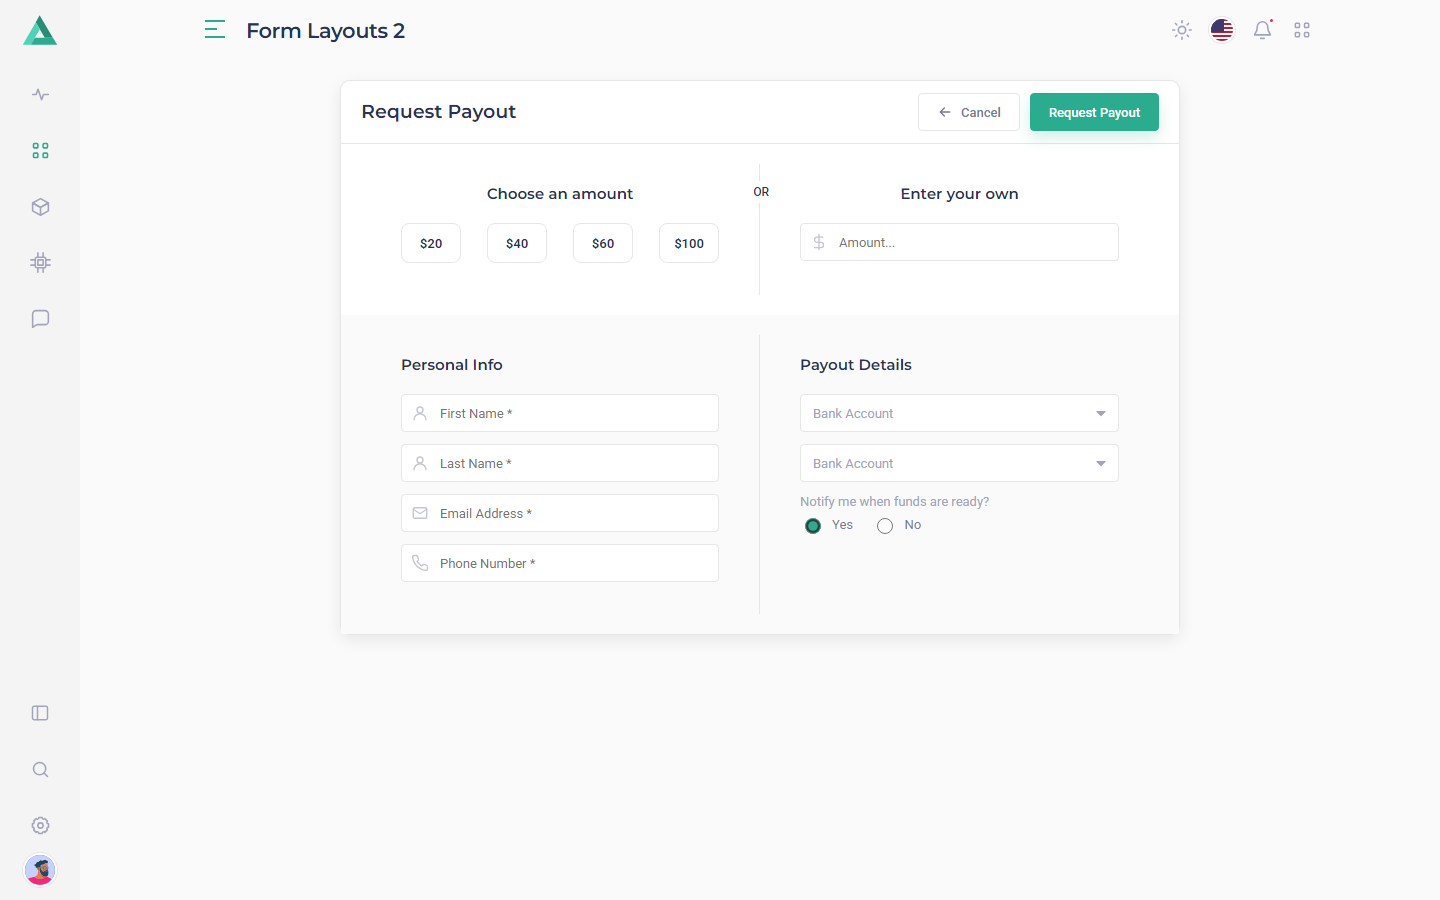 Form Layouts 2
Request Payout
Cancel
Request Payout
Choose an amount
OR
Enter your own
$20
$40
$60
$100
Amount...
Personal Info
Payout Details
First Name *
Bank Account
Last Name *
Bank Account
Notify me when funds are ready?
Email Address *
Yes
No
Phone Number *